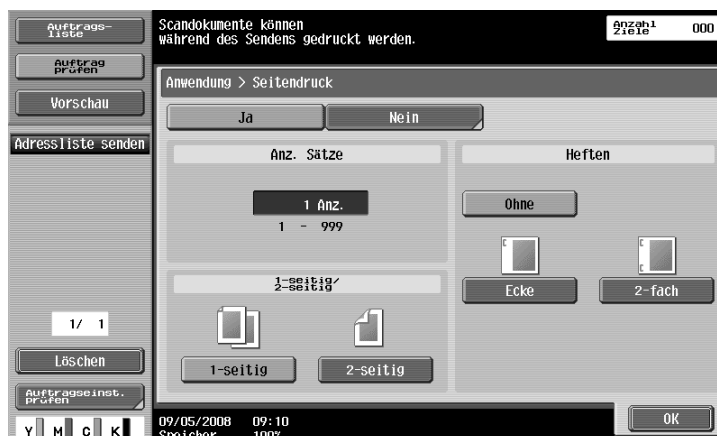 Auftrags-
liste
Auftrag
prüfen
Vorschau
Adressliste senden
1/ 1
Löschen
Auftragseinst.
prüfen
Y M C K
Scandokumente können
während des Sendens gedruckt werden.
Anzahl
Ziele
000
Anwendung > Seitendruck
Ja
Nein
Anz. Sätze
1 Anz.
1 - 999
1-seitig/
2-seitig
1-seitig
2-seitig
Heften
Ohne
Ecke
2-fach
09/05/2008 09:10
Speicher 100%
OK